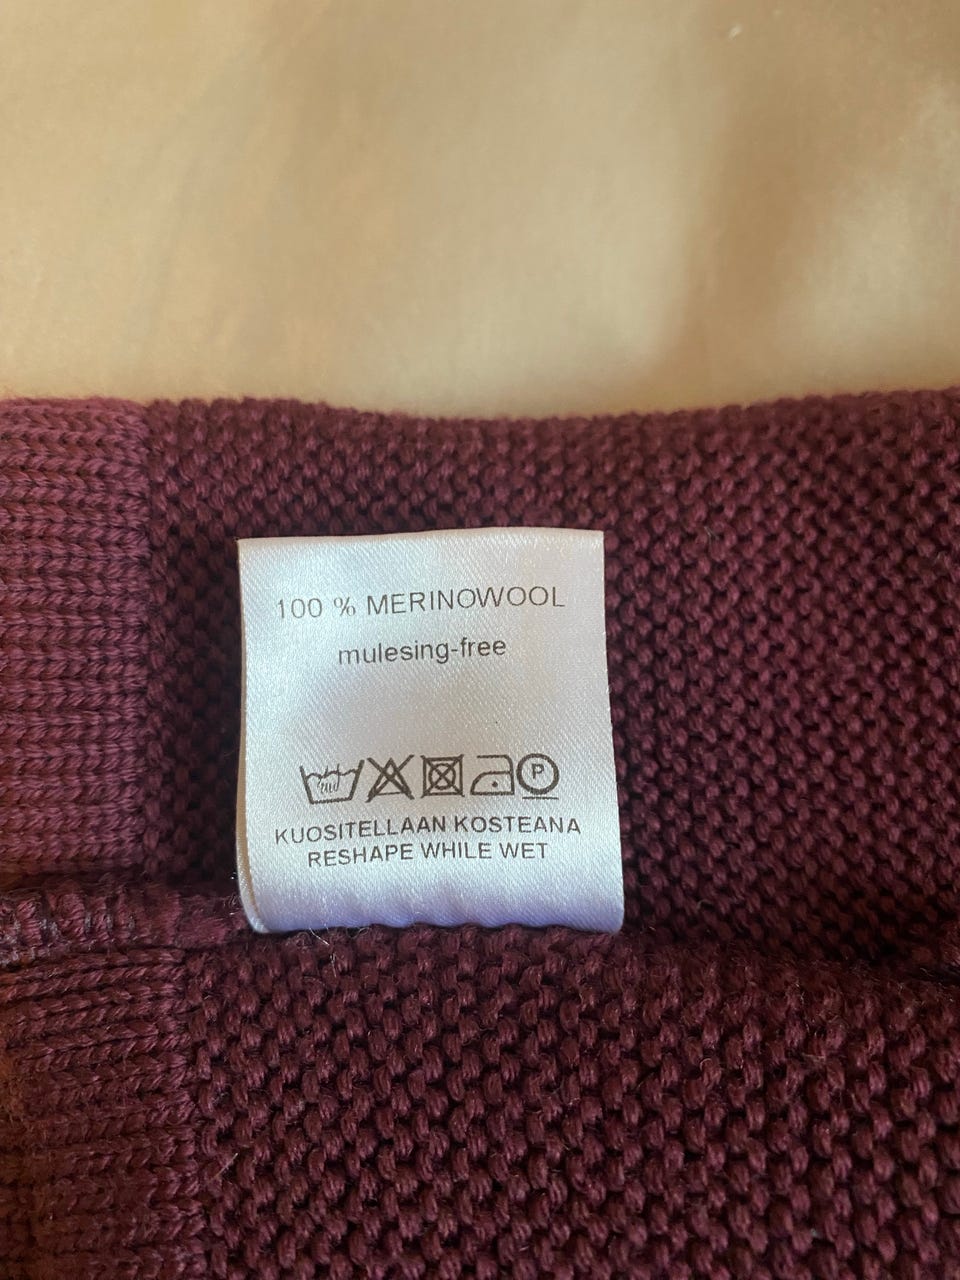 100 % MERINOWOOL
mulesing-free
P
KUOSITELLAAN KOSTEANA
RESHAPE WHILE WET